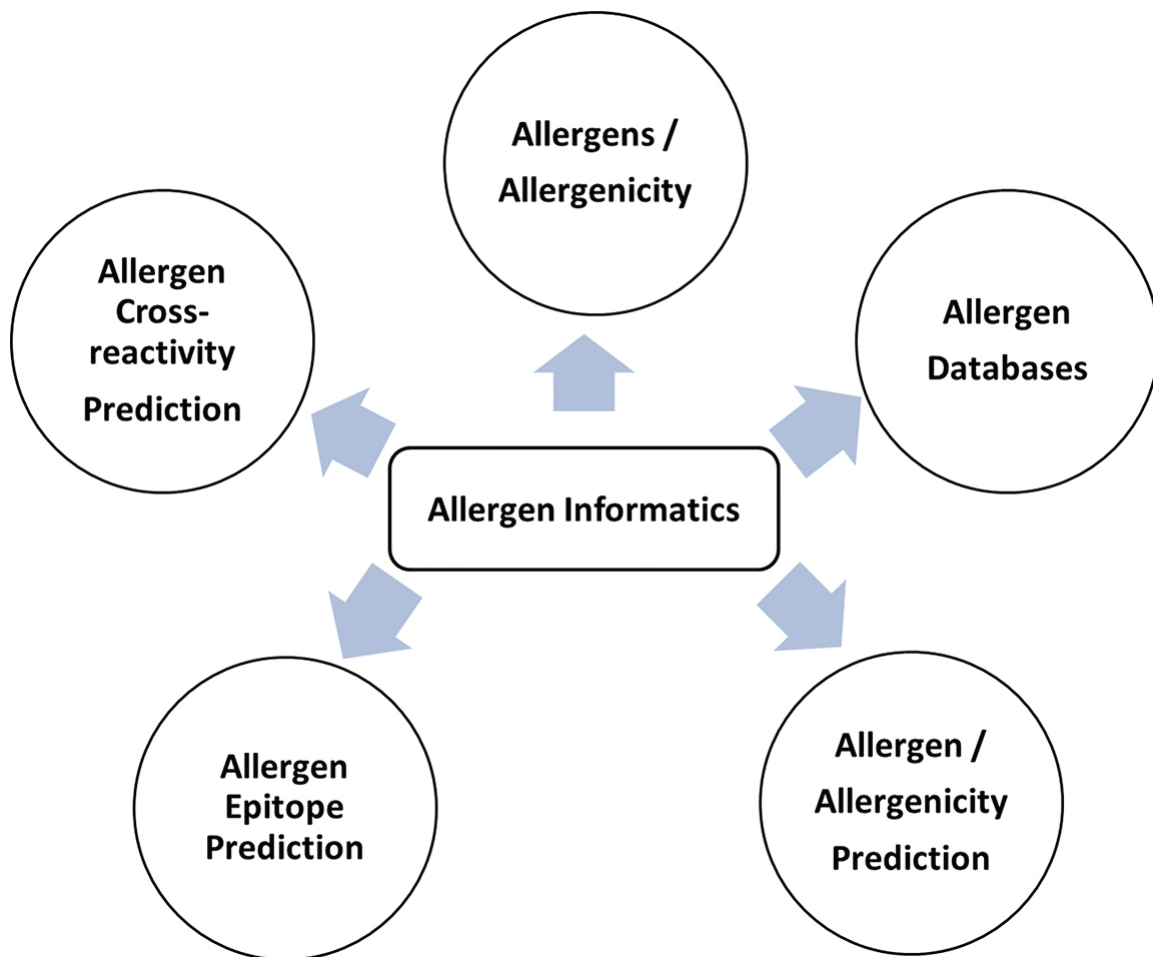 Allergens /
Allergenicity
Allergen
Cross-
reactivity
Prediction
Allergen
Databases
Allergen Informatics
Allergen
Epitope
Prediction
Allergen /
Allergenicity
Prediction